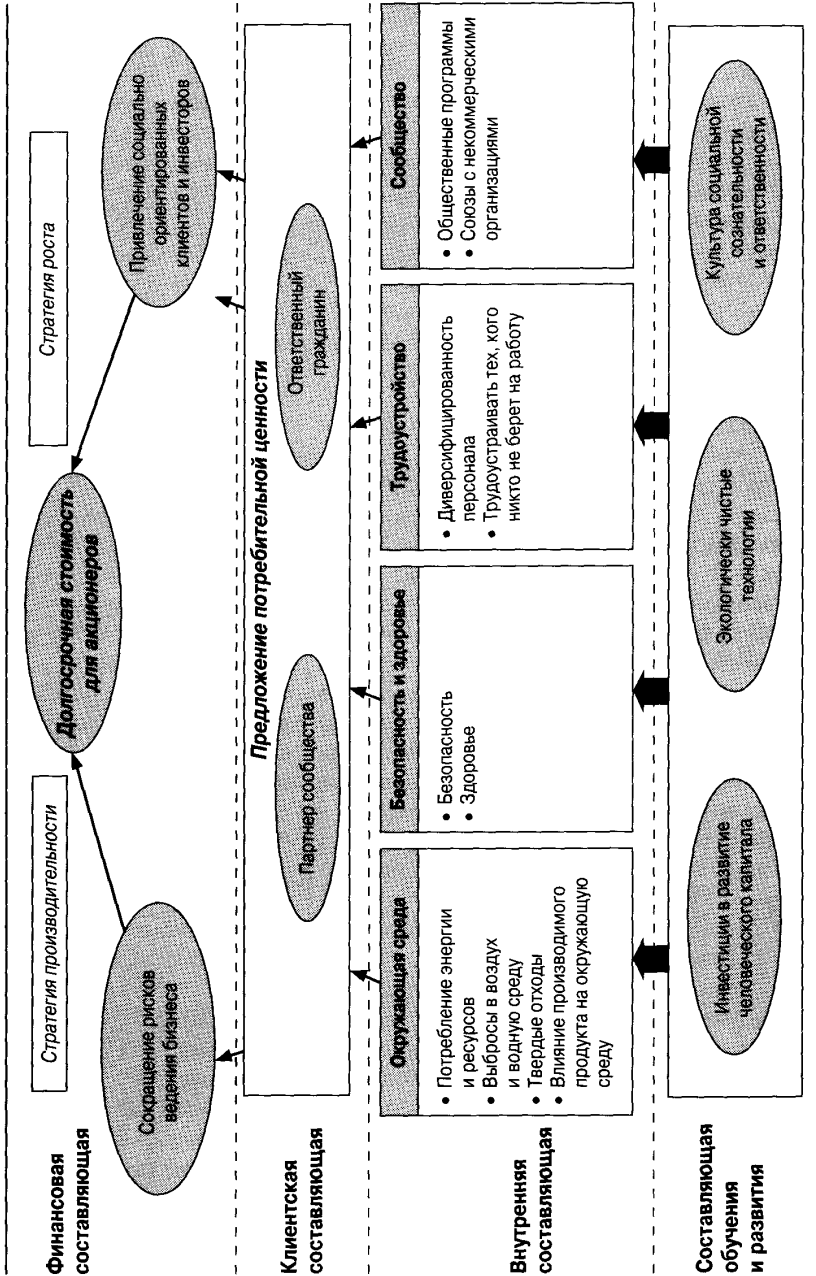 Финансовая
составляющая
Стратегия производительности
Стратегия роста
Долгосрочная стоимость
для акционеров
Сокращение рисков
ведения бизнеса
Привлечение социально
ориентированных
клиентов и инвесторов
Клиентская
составляющая
Предложение потребительной ценности
Партнер сообщества
Ответственный
гражданин
Внутренняя
составляющая
Окружающая среда
• Потребление энергии
и ресурсов
• Выбросы в воздух
и водную среду
• Твердые отходы
• Влияние производимого
продукта на окружающую
среду
Безопасность и здоровье
• Безопасность
• Здоровье
Трудоустройство
• Диверсифицированность
персонала
• Трудоустраивать тех, кого
никто не берет на работу
Сообщество
• Общественные программы
• Союзы с некоммерческими
организациями
Составляющая
обучения
и развития
Инвестиции в развитие
человеческого капитала
Экологически чистые
технологии
Культура социальной
сознательности
и ответственности